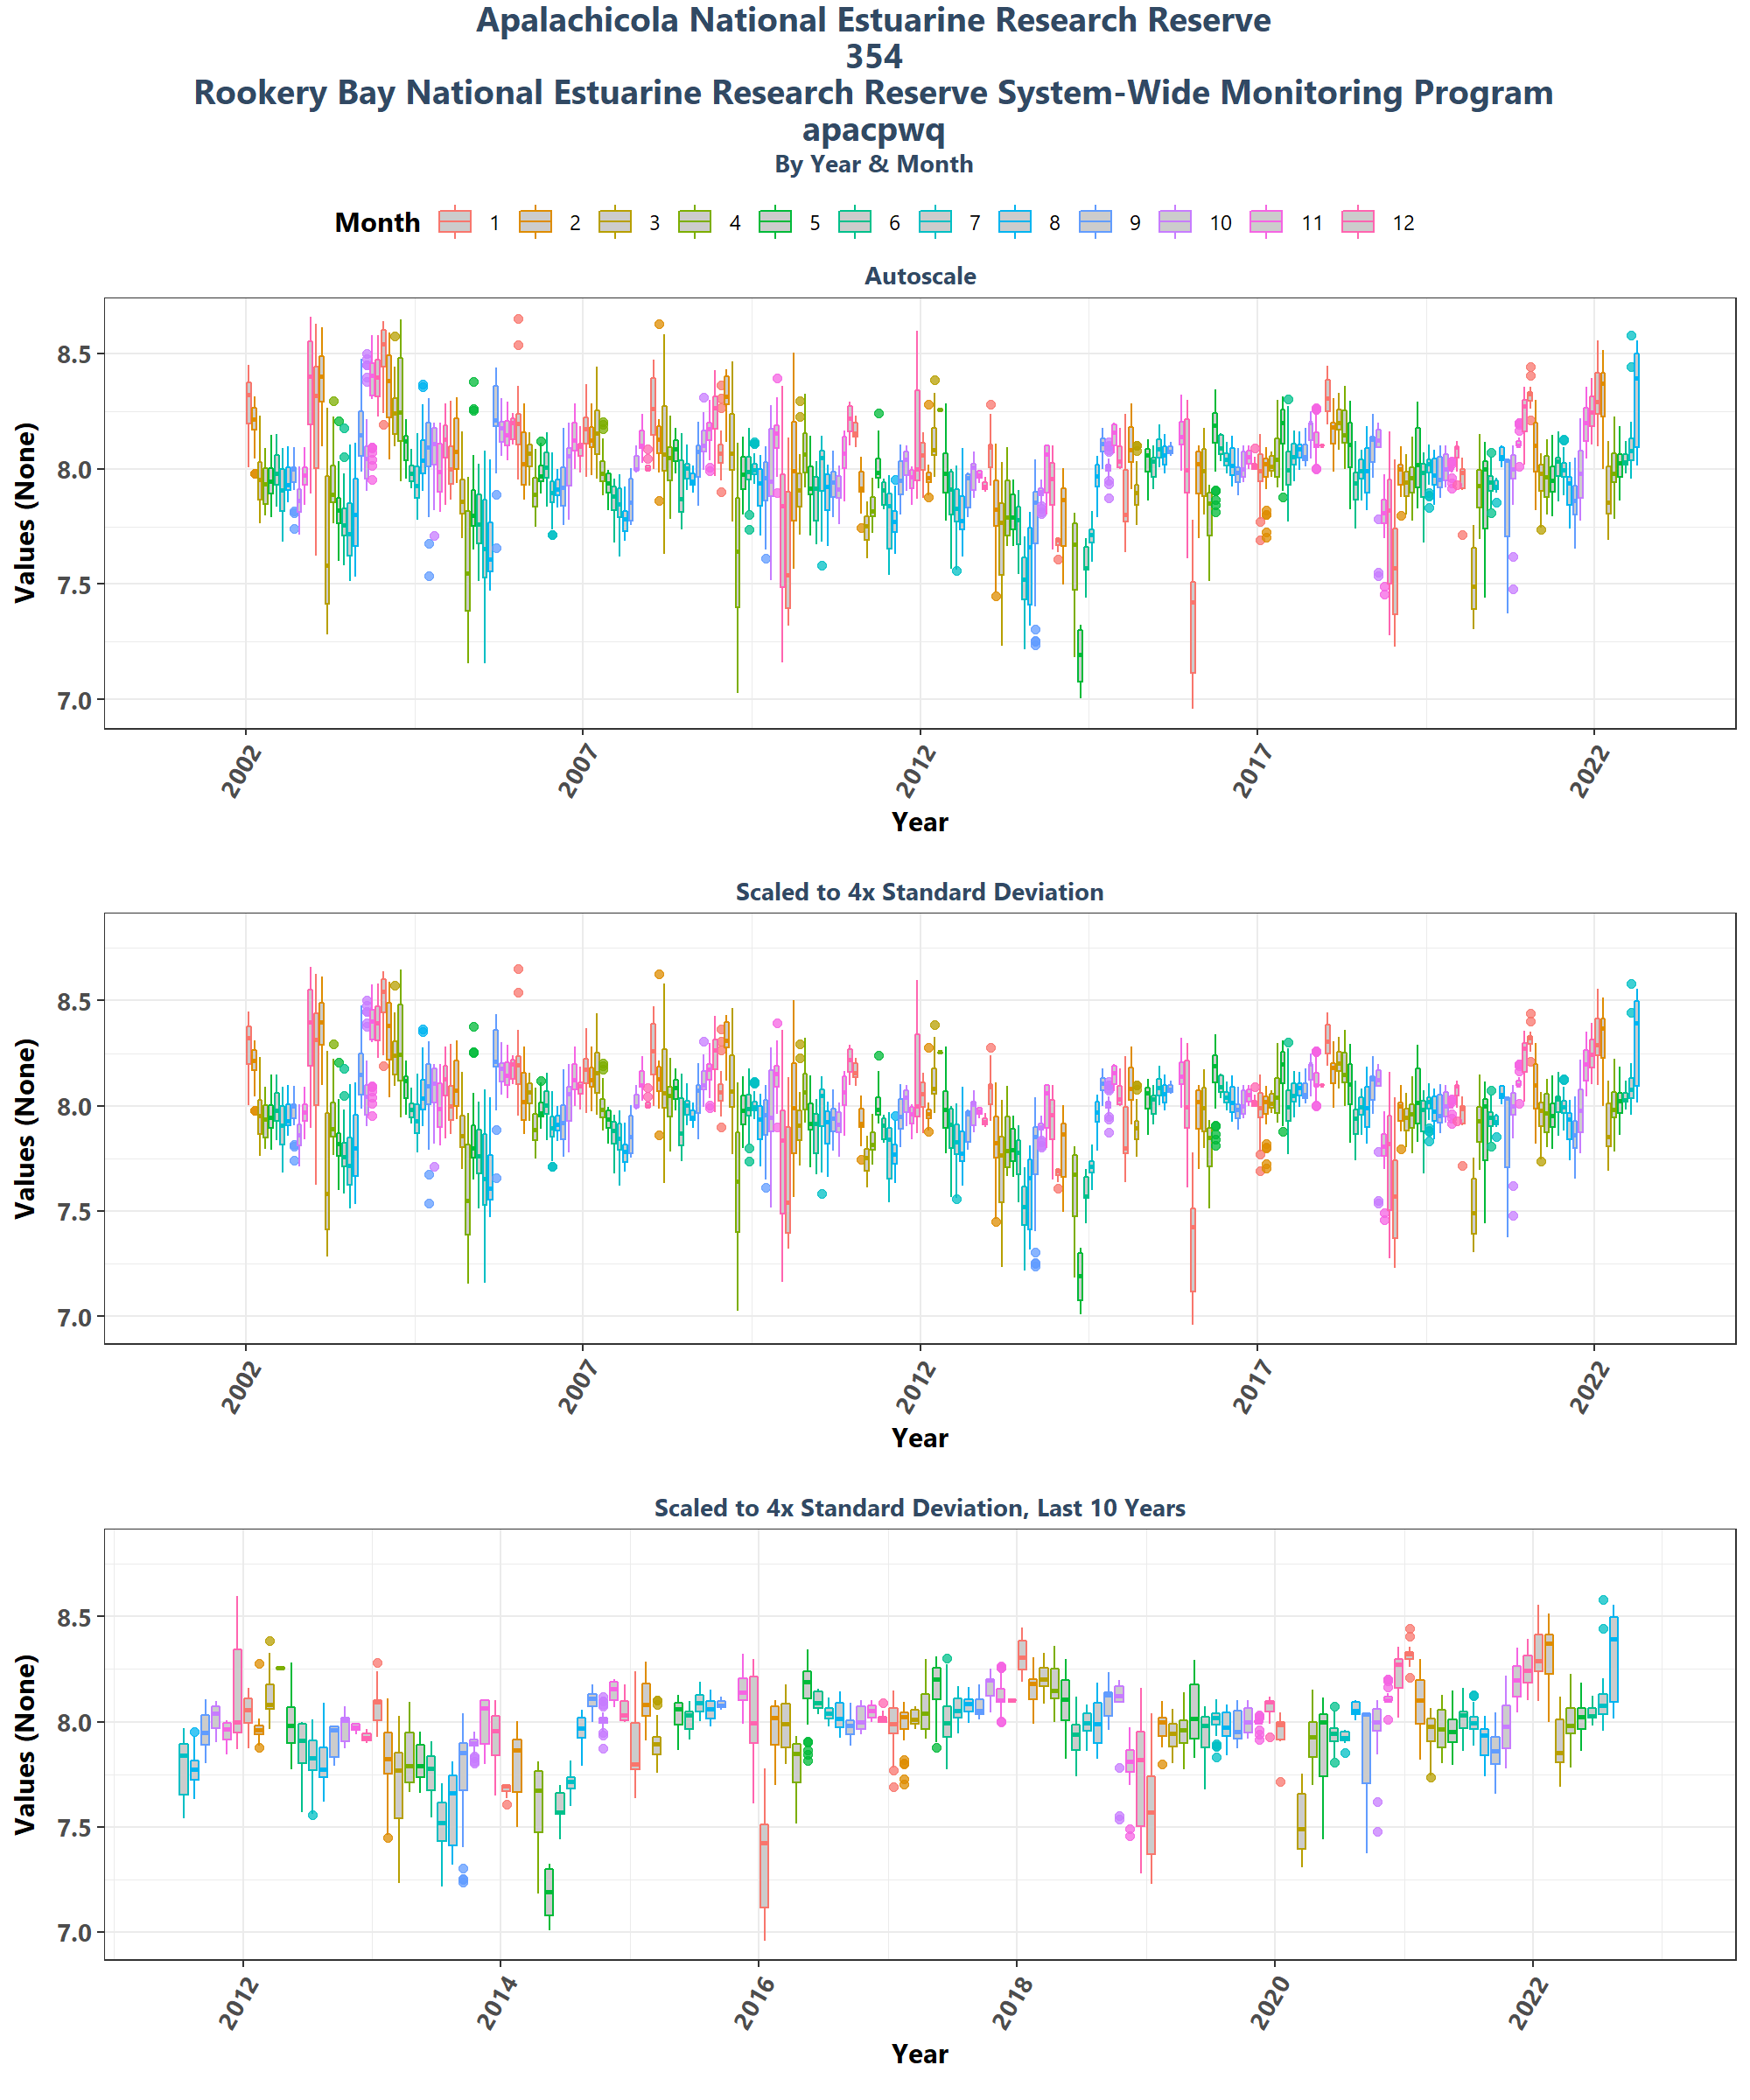 Apalachicola National Estuarine Research Reserve
354
Rookery Bay National Estuarine Research Reserve System-Wide Monitoring Program
apacpwq
By Year & Month
Month 1 2 3 4 5 6 7 8 9 10 11 12
Autoscale
Values (None)
8.5
8.0
7.5
7.0
2002 2007 2012 2017 2022
Year
Scaled to 4x Standard Deviation
Values (None)
8.5
8.0
7.5
7.0
2002 2007 2012 2017 2022
Year
Scaled to 4x Standard Deviation, Last 10 Years
Values (None)
8.5
8.0
7.5
7.0
2012 2014 2016 2018 2020 2022
Year